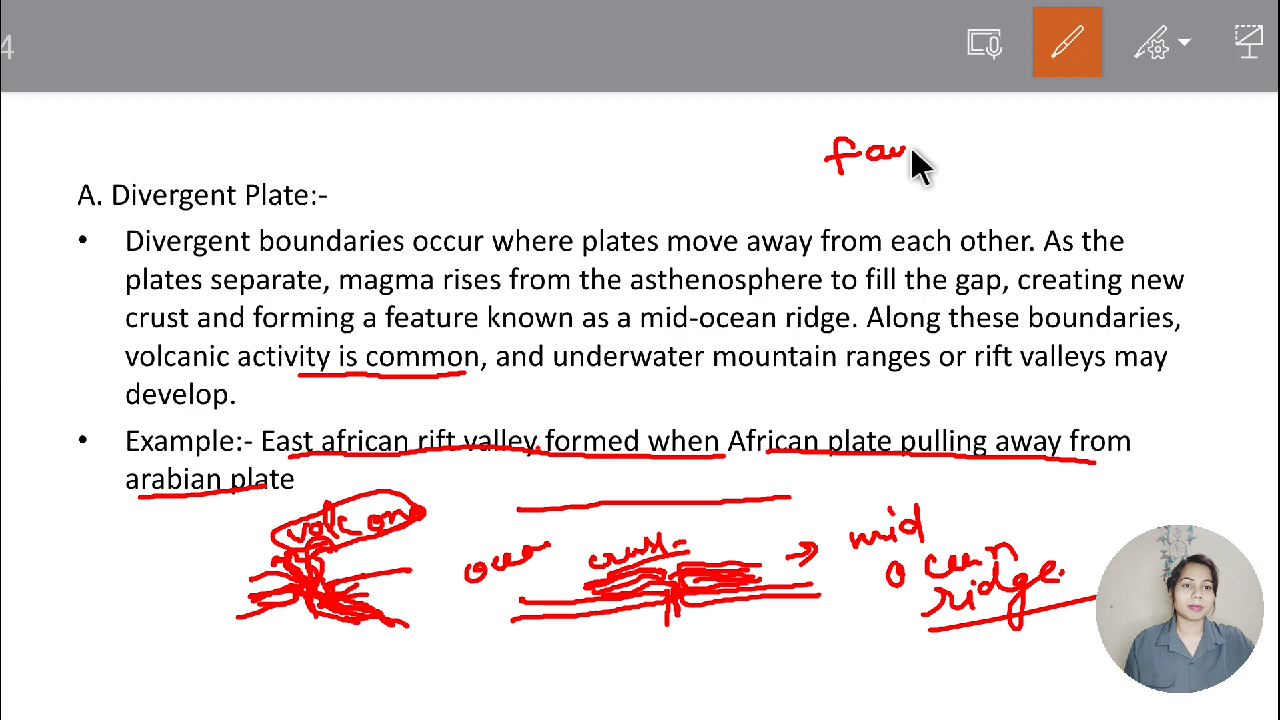 4
A. Divergent Plate:-
• Divergent boundaries occur where plates move away from each other. As the
plates separate, magma rises from the asthenosphere to fill the gap, creating new
crust and forming a feature known as a mid-ocean ridge. Along these boundaries,
volcanic activity is common, and underwater mountain ranges or rift valleys may
develop.
• Example:- East african rift valley formed when African plate pulling away from
arabian plate
volcano
crust
mid
ocean
ridge.